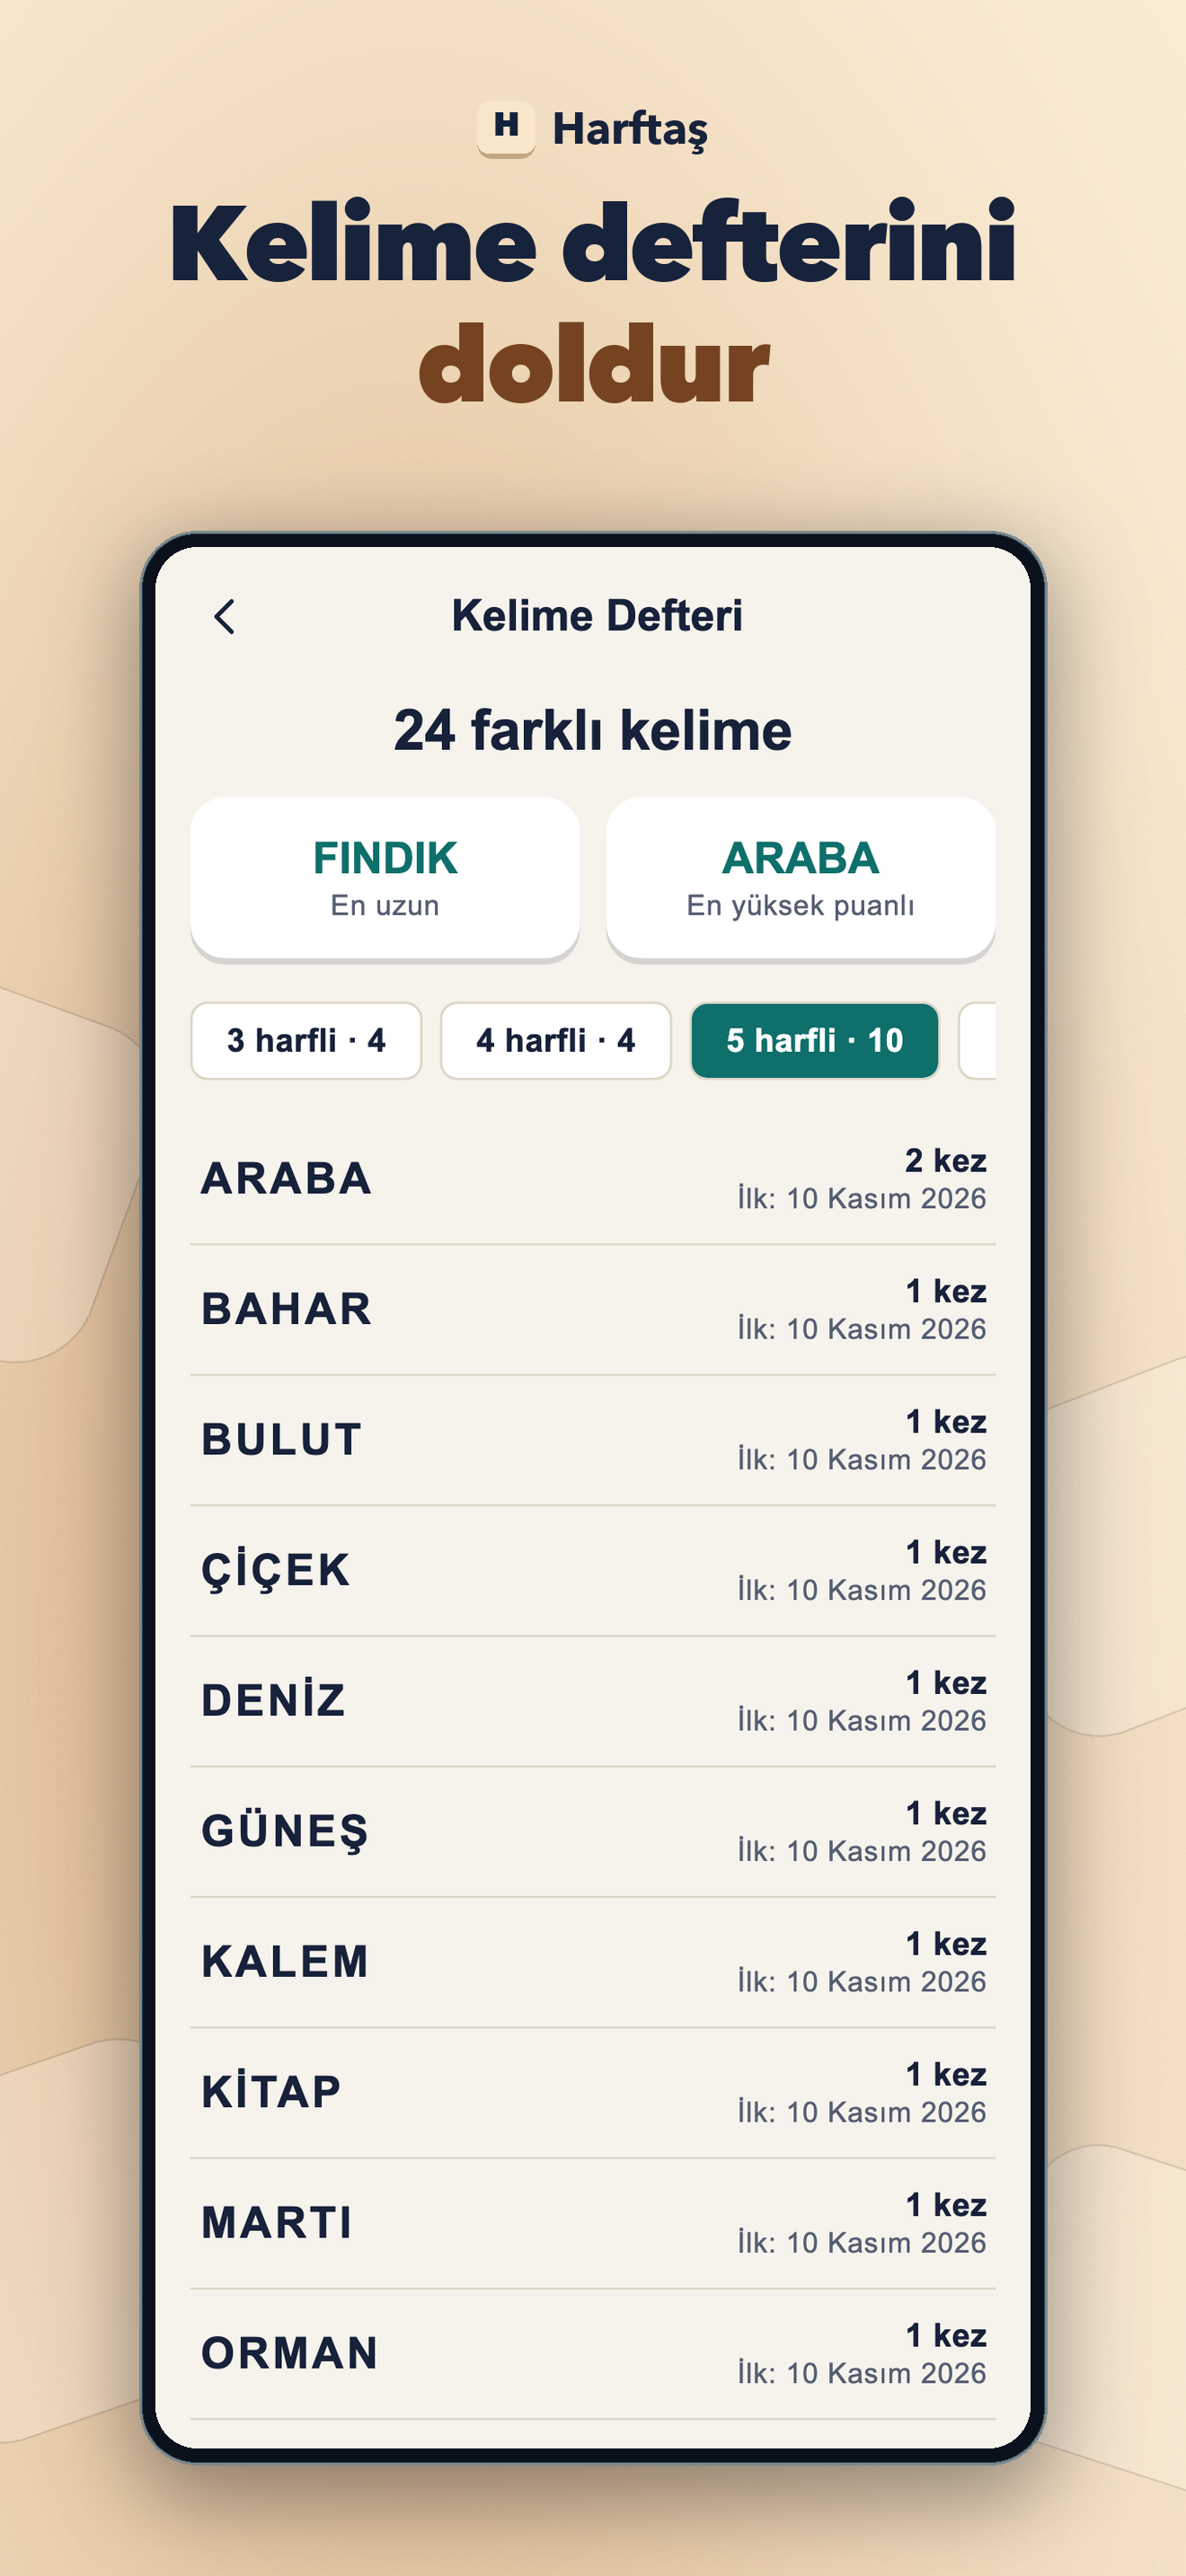 H Harftaş
Kelime defterini
doldur
Kelime Defteri
24 farklı kelime
FINDIK
En uzun
ARABA
En yüksek puanlı
3 harfli · 4
4 harfli · 4
5 harfli · 10
ARABA
2 kez
İlk: 10 Kasım 2026
BAHAR
1 kez
İlk: 10 Kasım 2026
BULUT
1 kez
İlk: 10 Kasım 2026
ÇİÇEK
1 kez
İlk: 10 Kasım 2026
DENİZ
1 kez
İlk: 10 Kasım 2026
GÜNEŞ
1 kez
İlk: 10 Kasım 2026
KALEM
1 kez
İlk: 10 Kasım 2026
KİTAP
1 kez
İlk: 10 Kasım 2026
MARTI
1 kez
İlk: 10 Kasım 2026
ORMAN
1 kez
İlk: 10 Kasım 2026